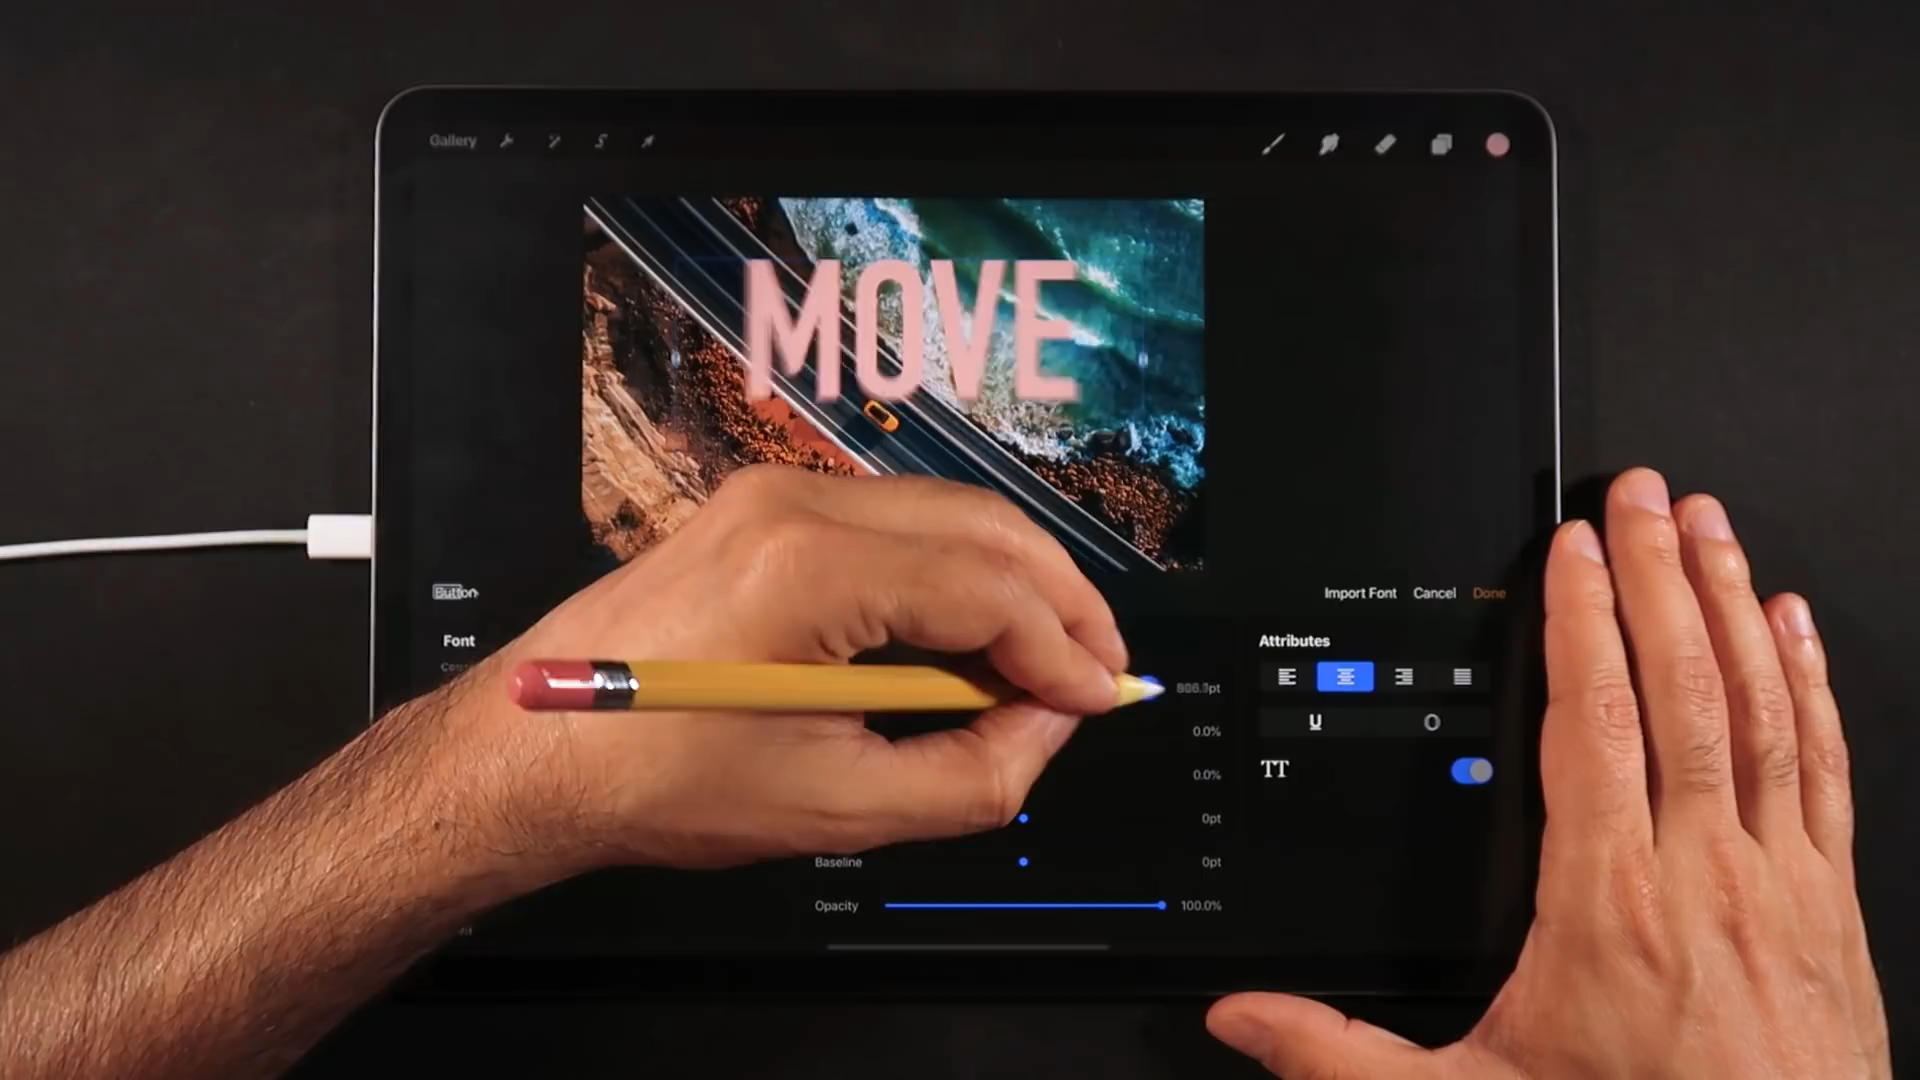 Gallery
MOVE
Button
Import Font Cancel Done
Font
Attributes
0.0%
U O
0.0%
TT
0pt
Baseline 0pt
Opacity 100.0%